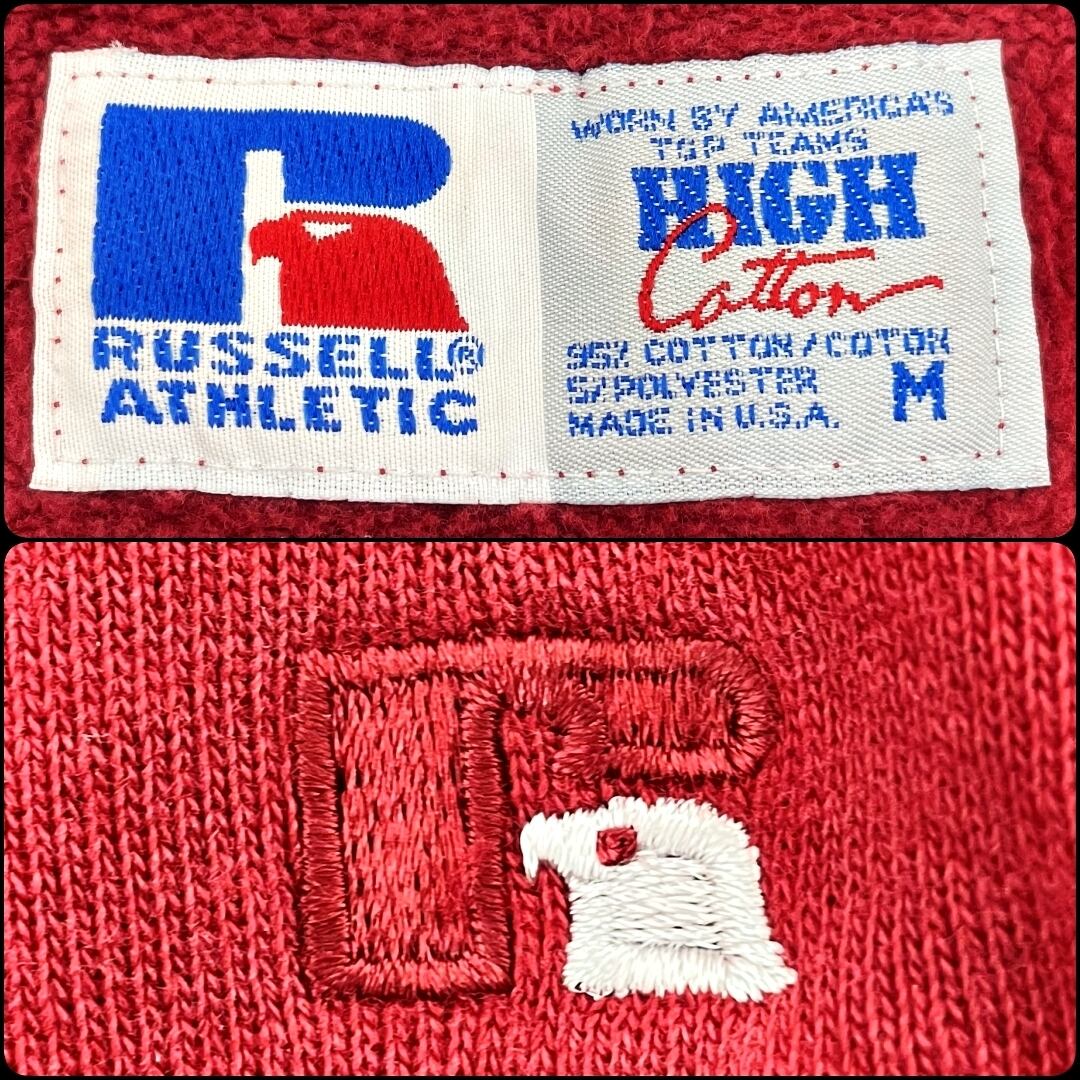 RUSSELL®
ATHLETIC
WORN BY AMERICA'S
TOP TEAMS
HIGH
Cotton
95% COTTON/COTON
5% POLYESTER
MADE IN U.S.A.
M